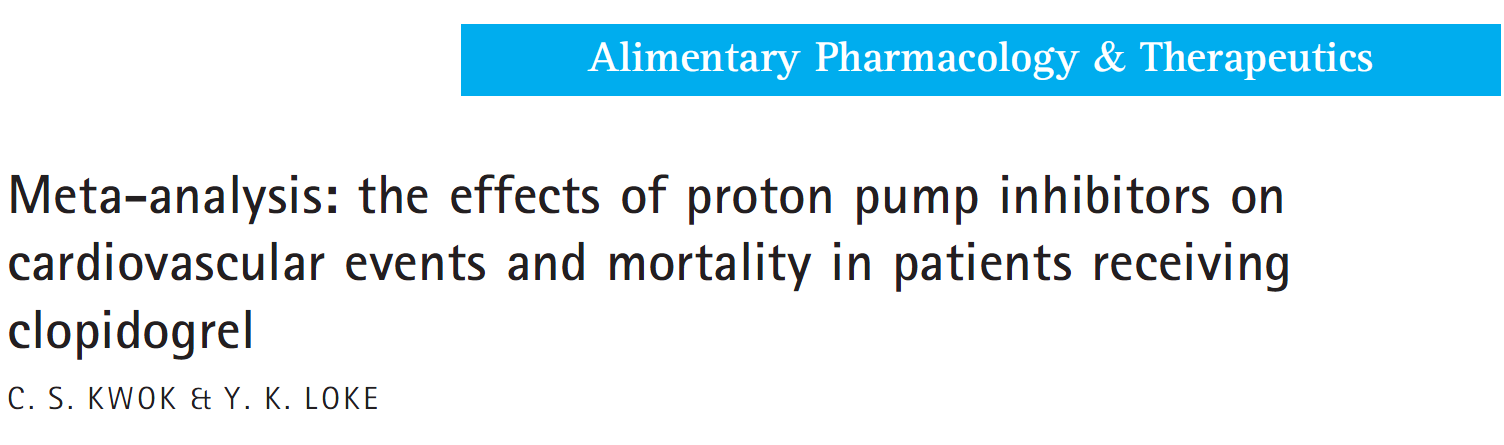 Alimentary Pharmacology & Therapeutics
Meta-analysis: the effects of proton pump inhibitors on
cardiovascular events and mortality in patients receiving
clopidogrel
C. S. KWOK & Y. K. LOKE